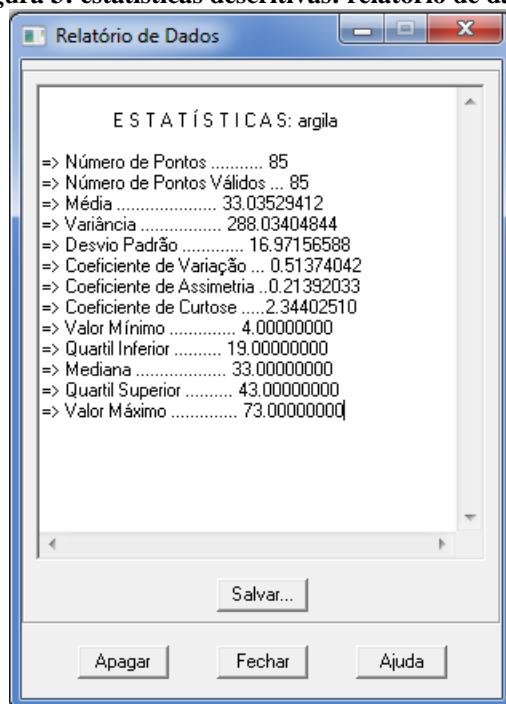 estatísticas descritivas: relatório de
Relatório de Dados
E S T A T Í S T I C A S: argila
=> Número de Pontos ........... 85
=> Número de Pontos Válidos ... 85
=> Média .................... 33.03529412
=> Variância ................ 288.03404844
=> Desvio Padrão ............ 16.97156588
=> Coeficiente de Variação ... 0.51374042
=> Coeficiente de Assimetria ..0.21392033
=> Coeficiente de Curtose .....2.34402510
=> Valor Mínimo ............. 4.00000000
=> Quartil Inferior ......... 19.00000000
=> Mediana .................. 33.00000000
=> Quartil Superior .......... 43.00000000
=> Valor Máximo ............. 73.00000000
Salvar...
Apagar
Fechar
Ajuda